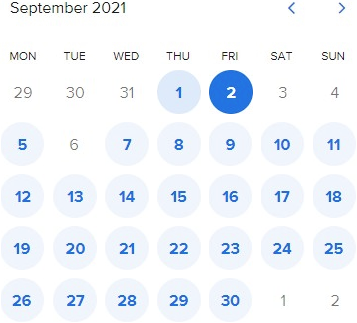 September 2021
MON TUE WED THU FRI SAT SUN
29 30 31 1 2 3 4
5 6 7 8 9 10 11
12 13 14 15 16 17 18
19 20 21 22 23 24 25
26 27 28 29 30 1 2